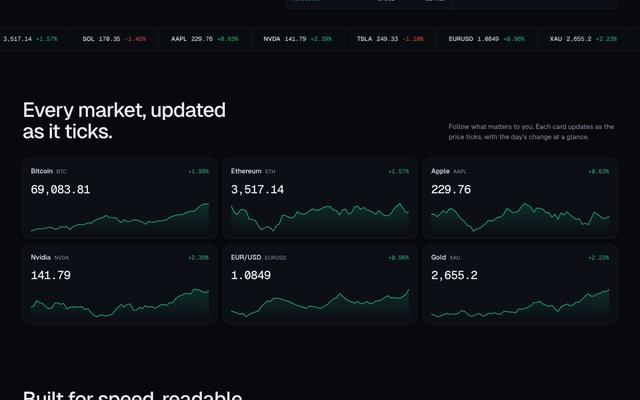 3,517.14 +1.57% SOL 170.35 -1.45% AAPL 229.76 +0.63% NVDA 141.79 +2.39% TSLA 249.33 -1.10% EURUSD 1.0849 +0.96% XAU 2,655.2 +2.23%
Every market, updated
as it ticks.
Follow what matters to you. Each card updates as the
price ticks, with the day's change at a glance.
Bitcoin BTC +1.99%
69,083.81
Ethereum ETH +1.57%
3,517.14
Apple AAPL +0.63%
229.76
Nvidia NVDA +2.39%
141.79
EUR/USD EURUSD +0.96%
1.0849
Gold XAU +2.23%
2,655.2
Built for speed, readable